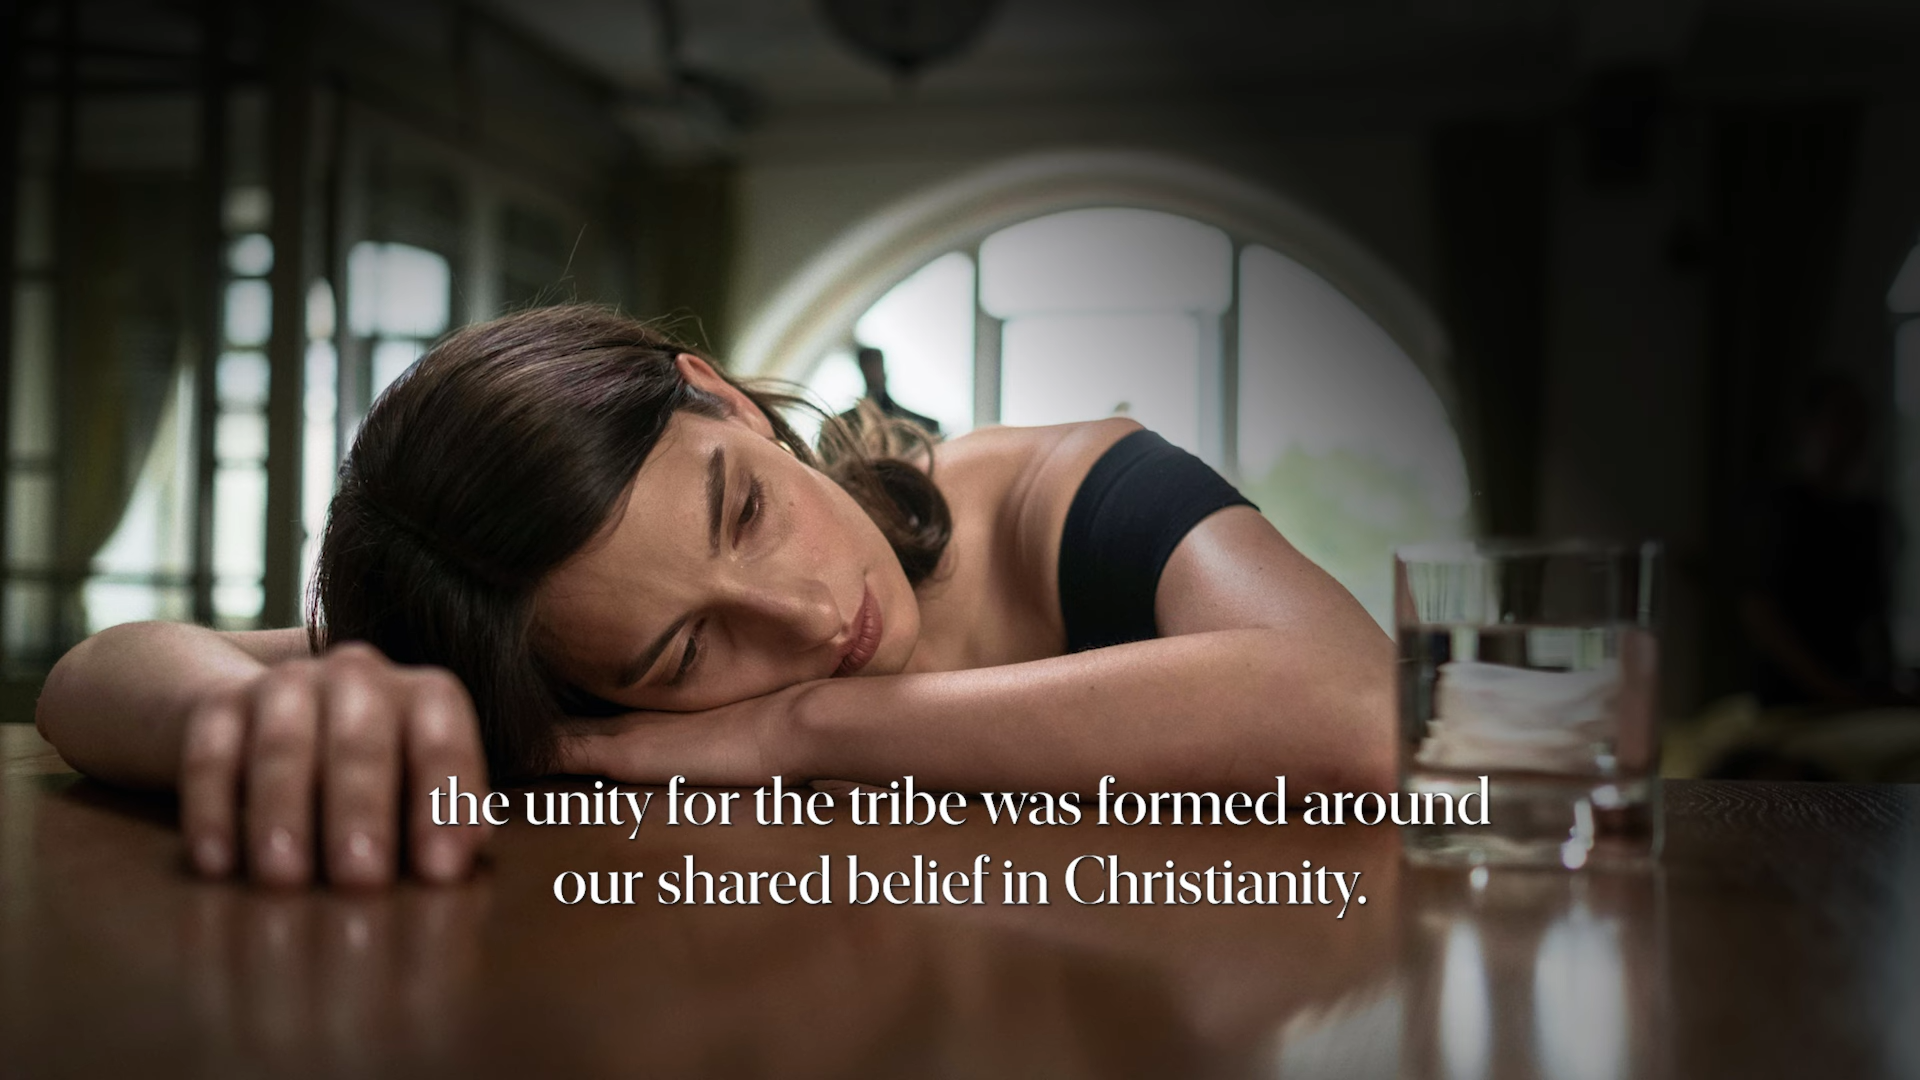 the unity for the tribe was formed around
our shared belief in Christianity.